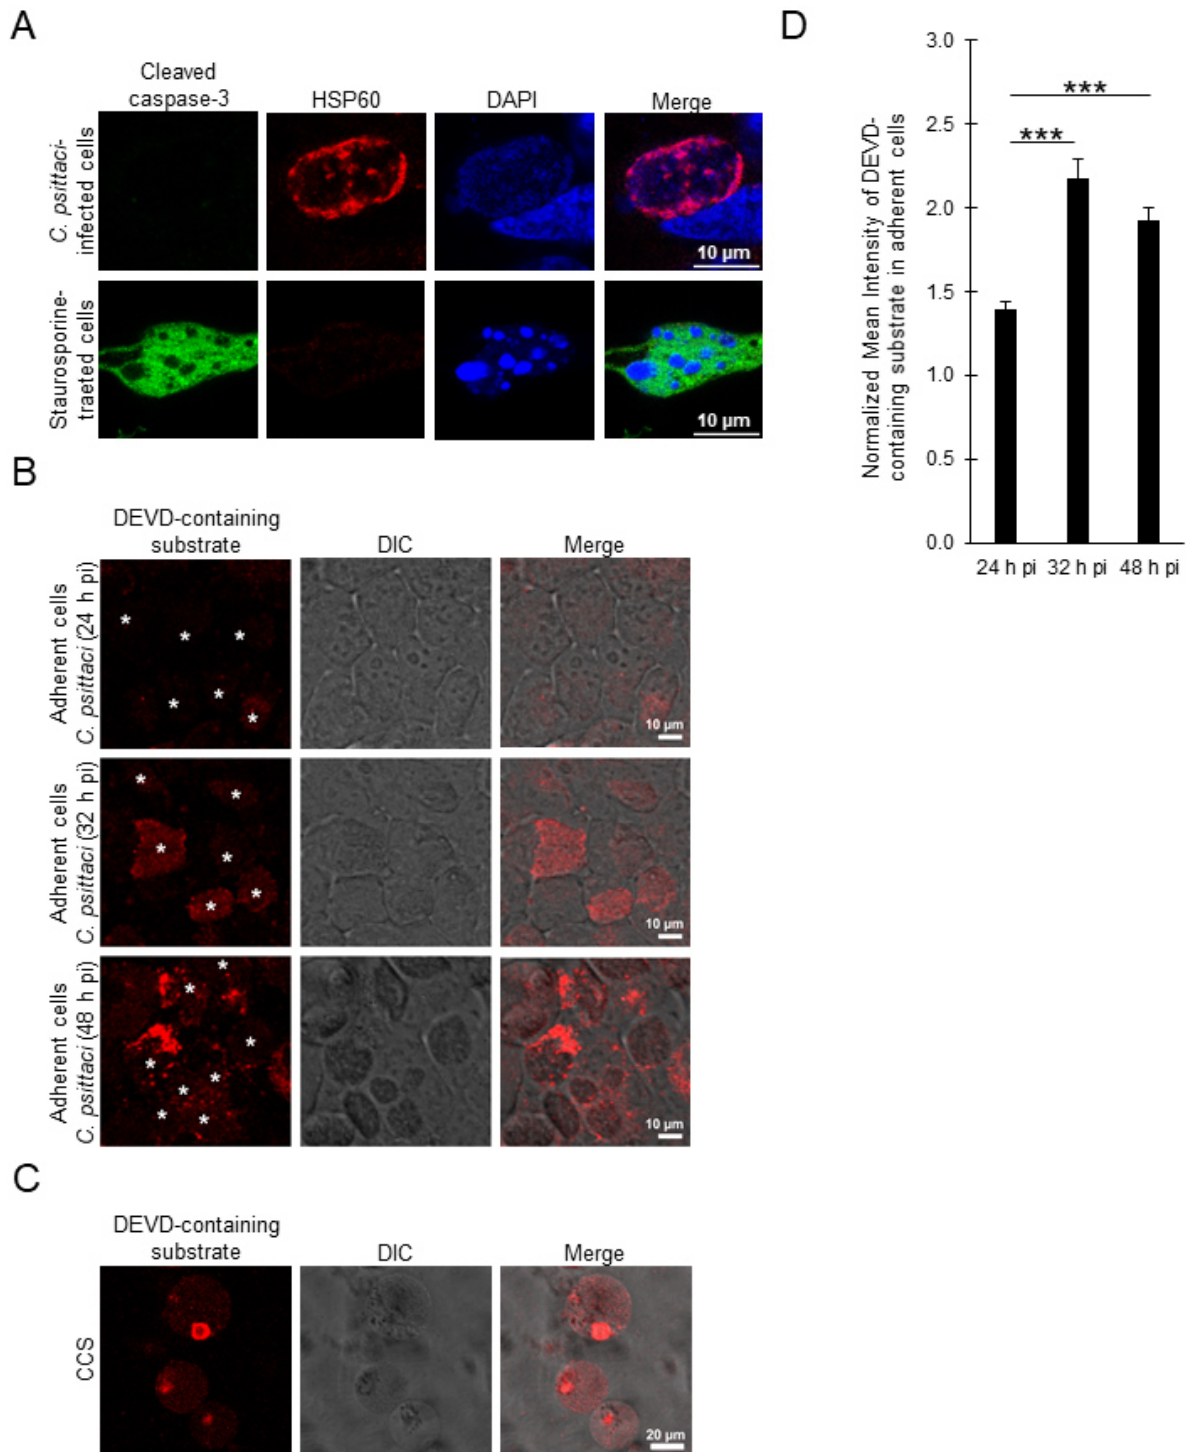 A
Cleaved
caspase-3
HSP60
DAPI
Merge
C. psittaci-
infected cells
10 µm
Staurosporine-
traeted cells
10 µm
B
DEVD-containing
substrate
DIC
Merge
Adherent cells
C. psittaci (24 h pi)
* * * * * *
10 µm
Adherent cells
C. psittaci (32 h pi)
* * * * * *
10 µm
Adherent cells
C. psittaci (48 h pi)
* * * * * * * *
10 µm
C
DEVD-containing
substrate
DIC
Merge
CCS
20 µm
D
Normalized Mean Intensity of DEVD-
containing substrate in adherent cells
3.0
2.5
2.0
1.5
1.0
0.5
0.0
***
***
24 h pi 32 h pi 48 h pi